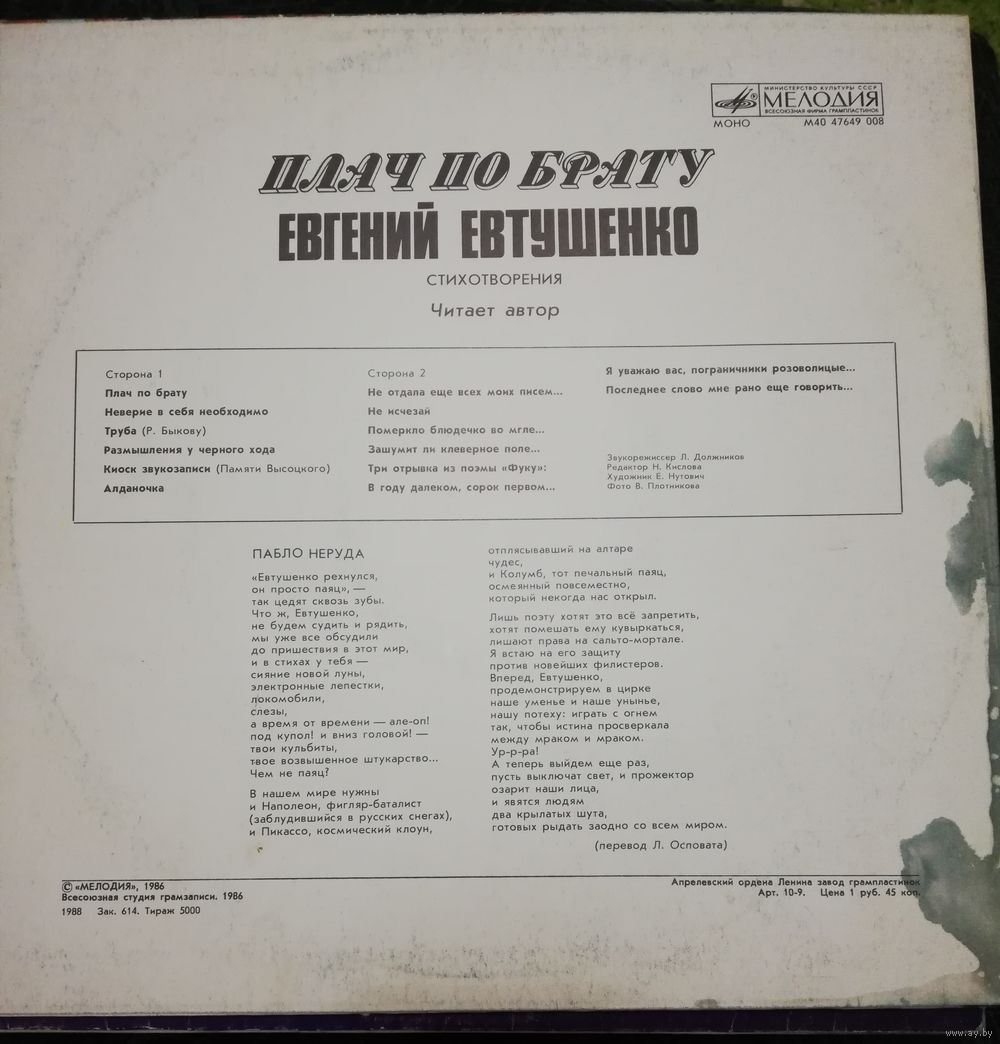 МИНИСТЕРСТВО КУЛЬТУРЫ СССР
МЕЛОДИЯ
ВСЕСОЮЗНАЯ ФИРМА ГРАМПЛАСТИНОК
МОНО М40 47649 008
ПЛАЧ ПО БРАТУ
ЕВГЕНИЙ ЕВТУШЕНКО
СТИХОТВОРЕНИЯ
Читает автор
Сторона 1
Плач по брату
Неверие в себя необходимо
Труба (Р. Быкову)
Размышления у черного хода
Киоск звукозаписи (Памяти Высоцкого)
Алданочка
Сторона 2
Не отдала еще всех моих писем...
Не исчезай
Померкло блюдечко во мгле...
Зашумит ли клеверное поле...
Три отрывка из поэмы «Фуку»:
В году далеком, сорок первом...
Я уважаю вас, пограничники розоволицые...
Последнее слово мне рано еще говорить...
Звукорежиссер Л. Должников
Редактор Н. Кислова
Художник Е. Нутович
Фото В. Плотникова
ПАБЛО НЕРУДА
«Евтушенко рехнулся,
он просто паяц», —
так цедят сквозь зубы.
Что ж, Евтушенко,
не будем судить и рядить,
мы уже все обсудили
до пришествия в этот мир,
и в стихах у тебя —
сияние новой луны,
электронные лепестки,
локомобили,
слезы,
а время от времени — але-оп!
под купол! и вниз головой! —
твои кульбиты,
твое возвышенное штукарство...
Чем не паяц?
В нашем мире нужны
и Наполеон, фигляр-баталист
(заблудившийся в русских снегах),
и Пикассо, космический клоун,
отплясывавший на алтаре
чудес,
и Колумб, тот печальный паяц,
осмеянный повсеместно,
который некогда нас открыл.
Лишь поэту хотят это всё запретить,
хотят помешать ему кувыркаться,
лишают права на сальто-мортале.
Я встаю на его защиту
против новейших филистеров.
Вперед, Евтушенко,
продемонстрируем в цирке
наше уменье и наше унынье,
нашу потеху: играть с огнем
так, чтобы истина просверкала
между мраком и мраком.
Ур-р-ра!
А теперь выйдем еще раз,
пусть выключат свет, и прожектор
озарит наши лица,
и явятся людям
два крылатых шута,
готовых рыдать заодно со всем миром.
(перевод Л. Осповата)
© «МЕЛОДИЯ», 1986
Всесоюзная студия грамзаписи. 1986
1988 Зак. 614. Тираж 5000
Апрелевский ордена Ленина завод грампластинок
Арт. 10-9. Цена 1 руб. 45 коп.
www.ay.by